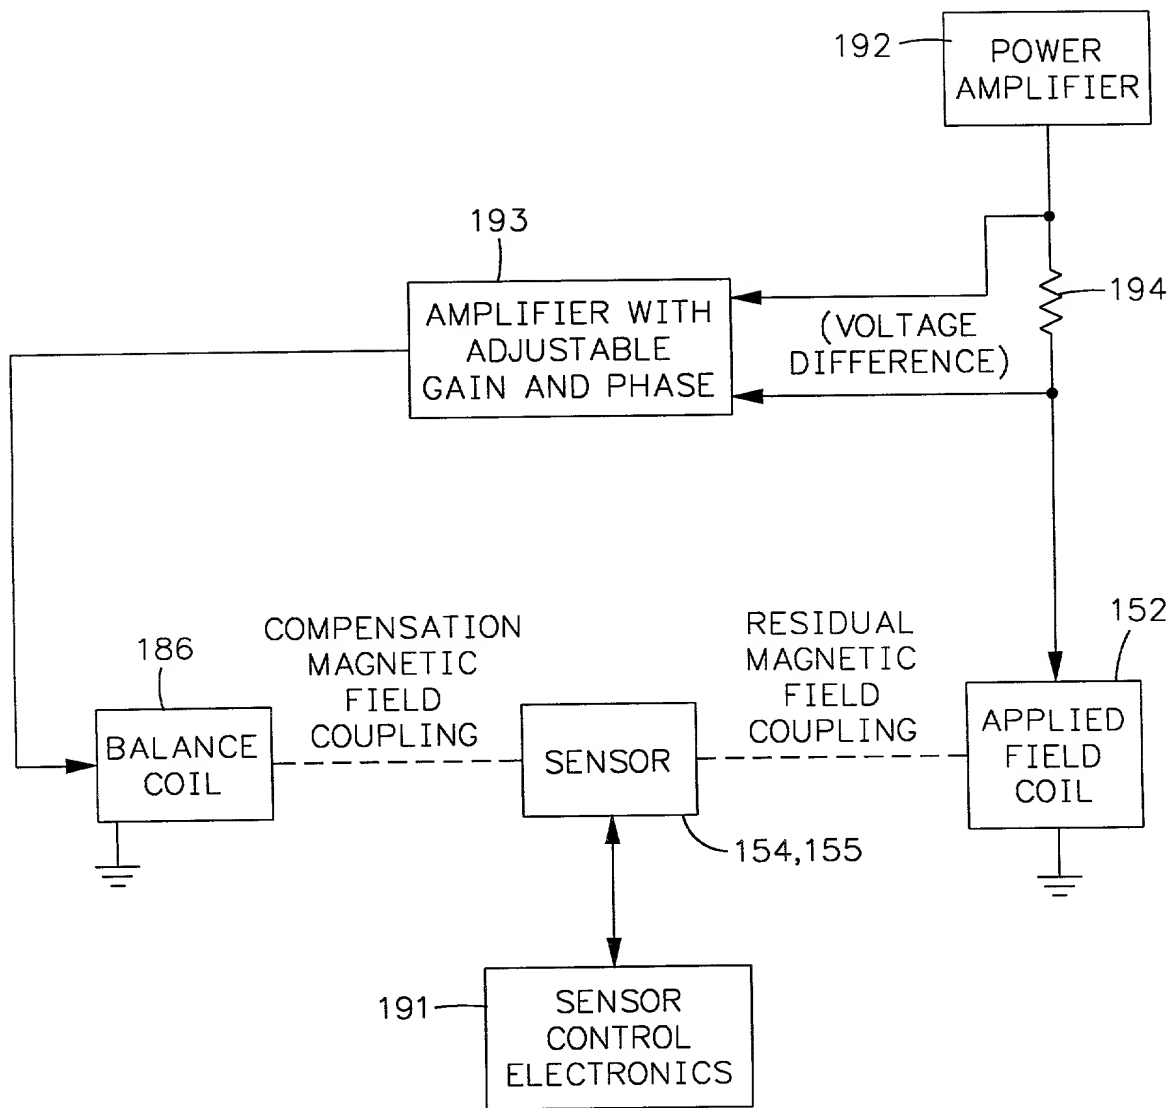 192
POWER
AMPLIFIER
193
AMPLIFIER WITH
ADJUSTABLE
GAIN AND PHASE
(VOLTAGE
DIFFERENCE)
194
186
BALANCE
COIL
COMPENSATION
MAGNETIC
FIELD
COUPLING
SENSOR
154,155
RESIDUAL
MAGNETIC
FIELD
COUPLING
152
APPLIED
FIELD
COIL
191
SENSOR
CONTROL
ELECTRONICS